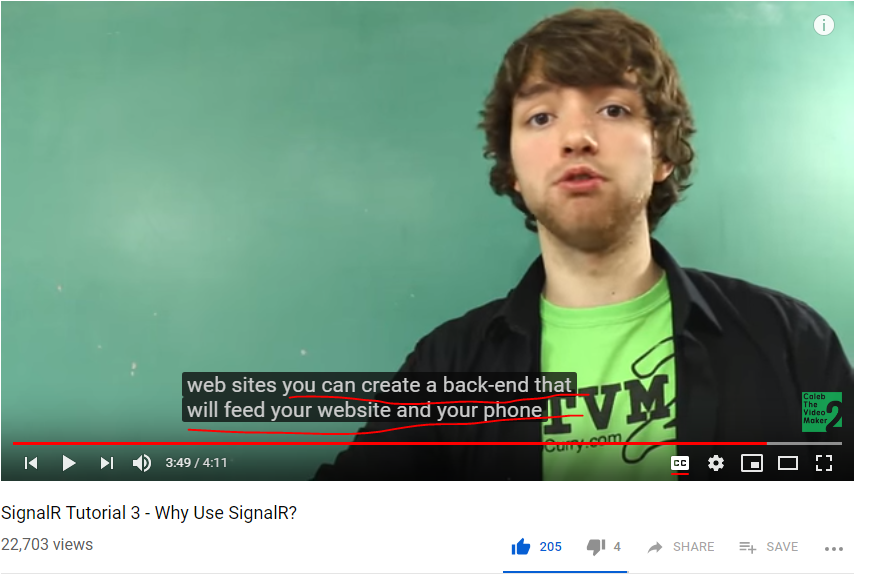 web sites you can create a back-end that
will feed your website and your phone
TVM
2
Curry.com
Caleb
The
Video
Maker 2
CC
3:49 / 4:11
SignalR Tutorial 3 - Why Use SignalR?
22,703 views
205
4
SHARE
SAVE